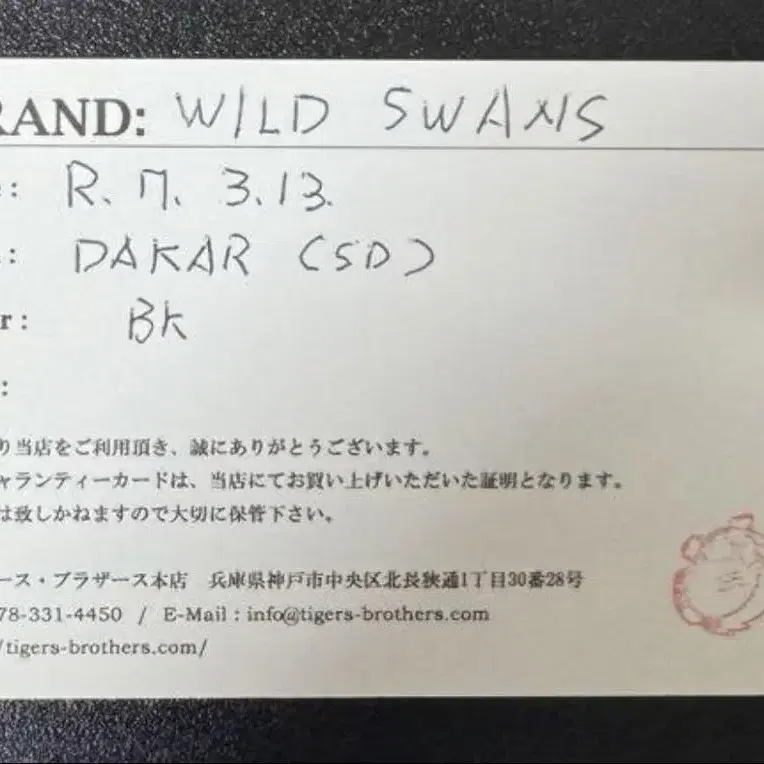 RAND: WILD SWANS
: R. 7. 3.13.
: DAKAR (SD)
r : BK
:
り当店をご利用頂き、誠にありがとうございます。
ャランティーカードは、当店にてお買い上げいただいた証明となります。
は致しかねますので大切に保管下さい。
ース・ブラザース本店 兵庫県神戸市中央区北長狭通1丁目30番28号
78-331-4450 / E-Mail : info@tigers-brothers.com
/tigers-brothers.com/